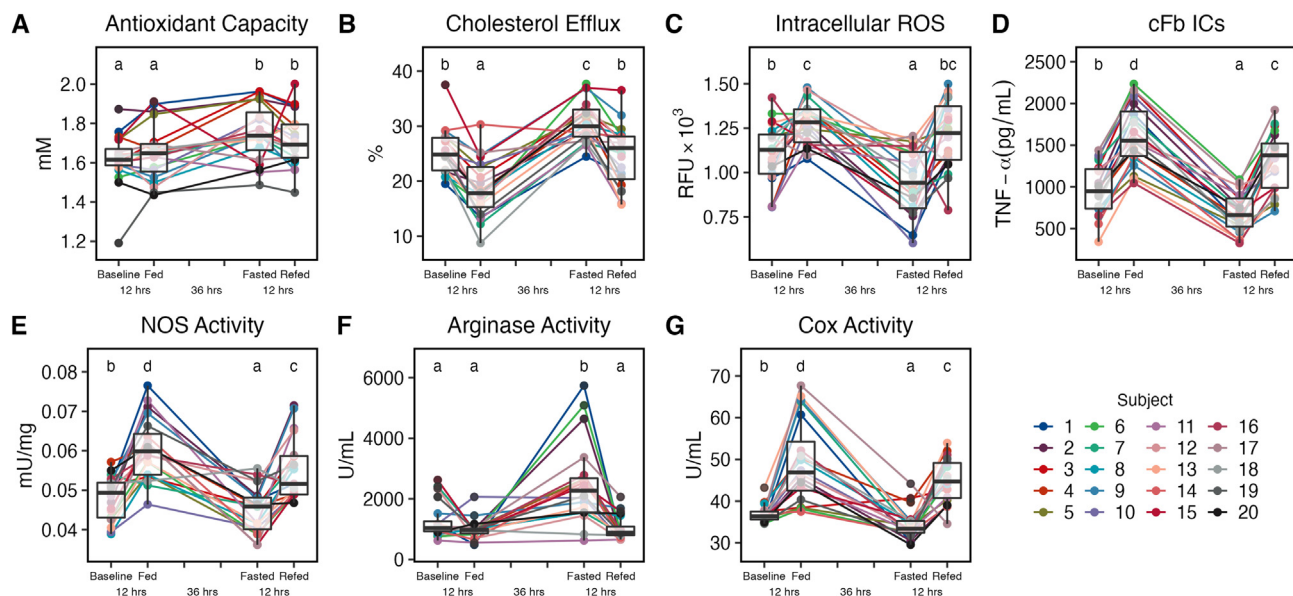 A Antioxidant Capacity
mM
2.0
1.8
1.6
1.4
1.2
a a b b
Baseline Fed Fasted Refed
12 hrs 36 hrs 12 hrs
B Cholesterol Efflux
%
40
30
20
10
b a c b
Baseline Fed Fasted Refed
12 hrs 36 hrs 12 hrs
C Intracellular ROS
RFU × 10³
1.50
1.25
1.00
0.75
b c a bc
Baseline Fed Fasted Refed
12 hrs 36 hrs 12 hrs
D cFb ICs
TNF − α(pg/mL)
2500
2000
1500
1000
500
b d a c
Baseline Fed Fasted Refed
12 hrs 36 hrs 12 hrs
E NOS Activity
mU/mg
0.08
0.07
0.06
0.05
0.04
b d a c
Baseline Fed Fasted Refed
12 hrs 36 hrs 12 hrs
F Arginase Activity
U/mL
6000
4000
2000
0
a a b a
Baseline Fed Fasted Refed
12 hrs 36 hrs 12 hrs
G Cox Activity
U/mL
70
60
50
40
30
b d a c
Baseline Fed Fasted Refed
12 hrs 36 hrs 12 hrs
Subject
1 6 11 16
2 7 12 17
3 8 13 18
4 9 14 19
5 10 15 20